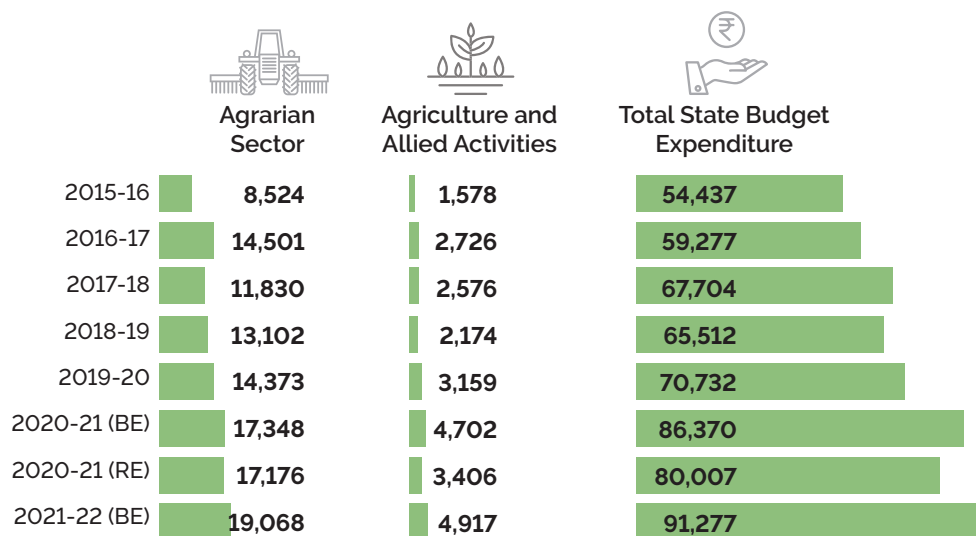 ₹
Agrarian
Sector
Agriculture and
Allied Activities
Total State Budget
Expenditure
2015-16 8,524 1,578 54,437
2016-17 14,501 2,726 59,277
2017-18 11,830 2,576 67,704
2018-19 13,102 2,174 65,512
2019-20 14,373 3,159 70,732
2020-21 (BE) 17,348 4,702 86,370
2020-21 (RE) 17,176 3,406 80,007
2021-22 (BE) 19,068 4,917 91,277